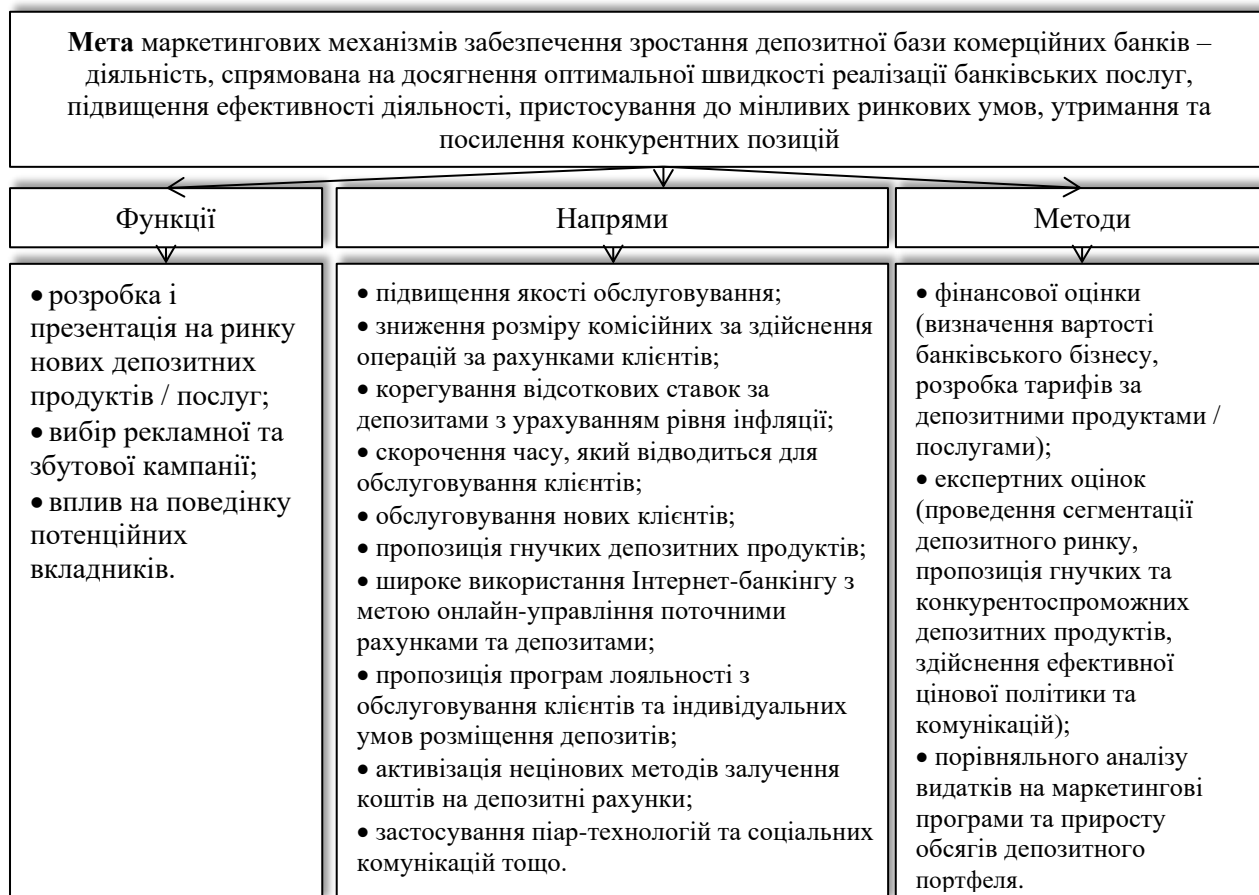 Мета маркетингових механізмів забезпечення зростання депозитної бази комерційних банків –
діяльність, спрямована на досягнення оптимальної швидкості реалізації банківських послуг,
підвищення ефективності діяльності, пристосування до мінливих ринкових умов, утримання та
посилення конкурентних позицій
Функції
• розробка і
презентація на ринку
нових депозитних
продуктів / послуг;
• вибір рекламної та
збутової кампанії;
• вплив на поведінку
потенційних
вкладників.
Напрями
• підвищення якості обслуговування;
• зниження розміру комісійних за здійснення
операцій за рахунками клієнтів;
• корегування відсоткових ставок за
депозитами з урахуванням рівня інфляції;
• скорочення часу, який відводиться для
обслуговування клієнтів;
• обслуговування нових клієнтів;
• пропозиція гнучких депозитних продуктів;
• широке використання Інтернет-банкінгу з
метою онлайн-управління поточними
рахунками та депозитами;
• пропозиція програм лояльності з
обслуговування клієнтів та індивідуальних
умов розміщення депозитів;
• активізація нецінових методів залучення
коштів на депозитні рахунки;
• застосування піар-технологій та соціальних
комунікацій тощо.
Методи
• фінансової оцінки
(визначення вартості
банківського бізнесу,
розробка тарифів за
депозитними продуктами /
послугами);
• експертних оцінок
(проведення сегментації
депозитного ринку,
пропозиція гнучких та
конкурентоспроможних
депозитних продуктів,
здійснення ефективної
цінової політики та
комунікацій);
• порівняльного аналізу
видатків на маркетингові
програми та приросту
обсягів депозитного
портфеля.